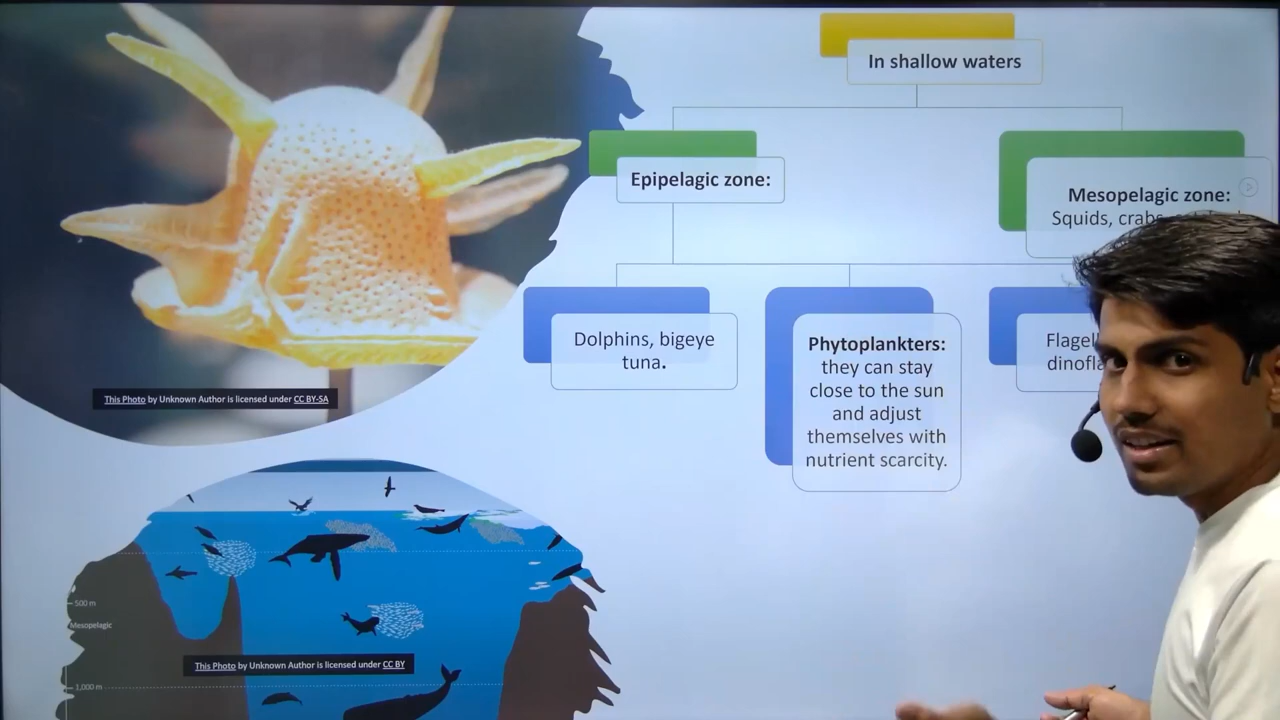 In shallow waters
Epipelagic zone:
Mesopelagic zone:
Squids, crabs,
Dolphins, bigeye
tuna.
Phytoplankters:
they can stay
close to the sun
and adjust
themselves with
nutrient scarcity.
This Photo by Unknown Author is licensed under CC BY-SA
500 m
Mesopelagic
This Photo by Unknown Author is licensed under CC BY
1,000 m